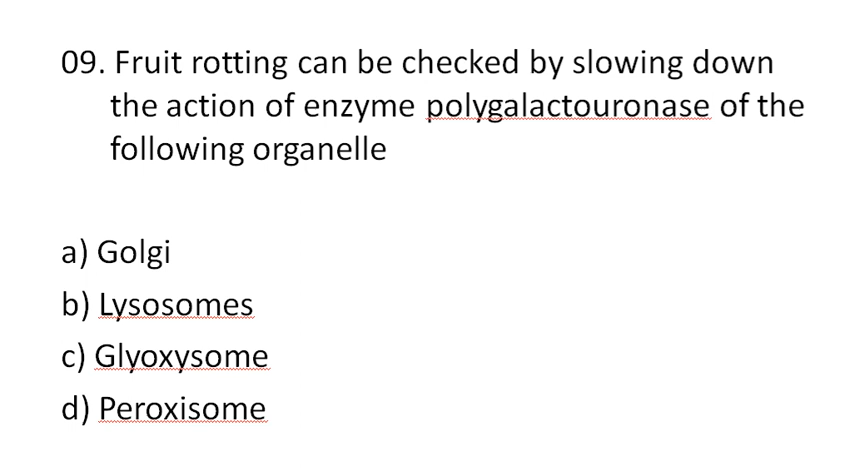 09. Fruit rotting can be checked by slowing down
the action of enzyme polygalactouronase of the
following organelle
a) Golgi
b) Lysosomes
c) Glyoxysome
d) Peroxisome